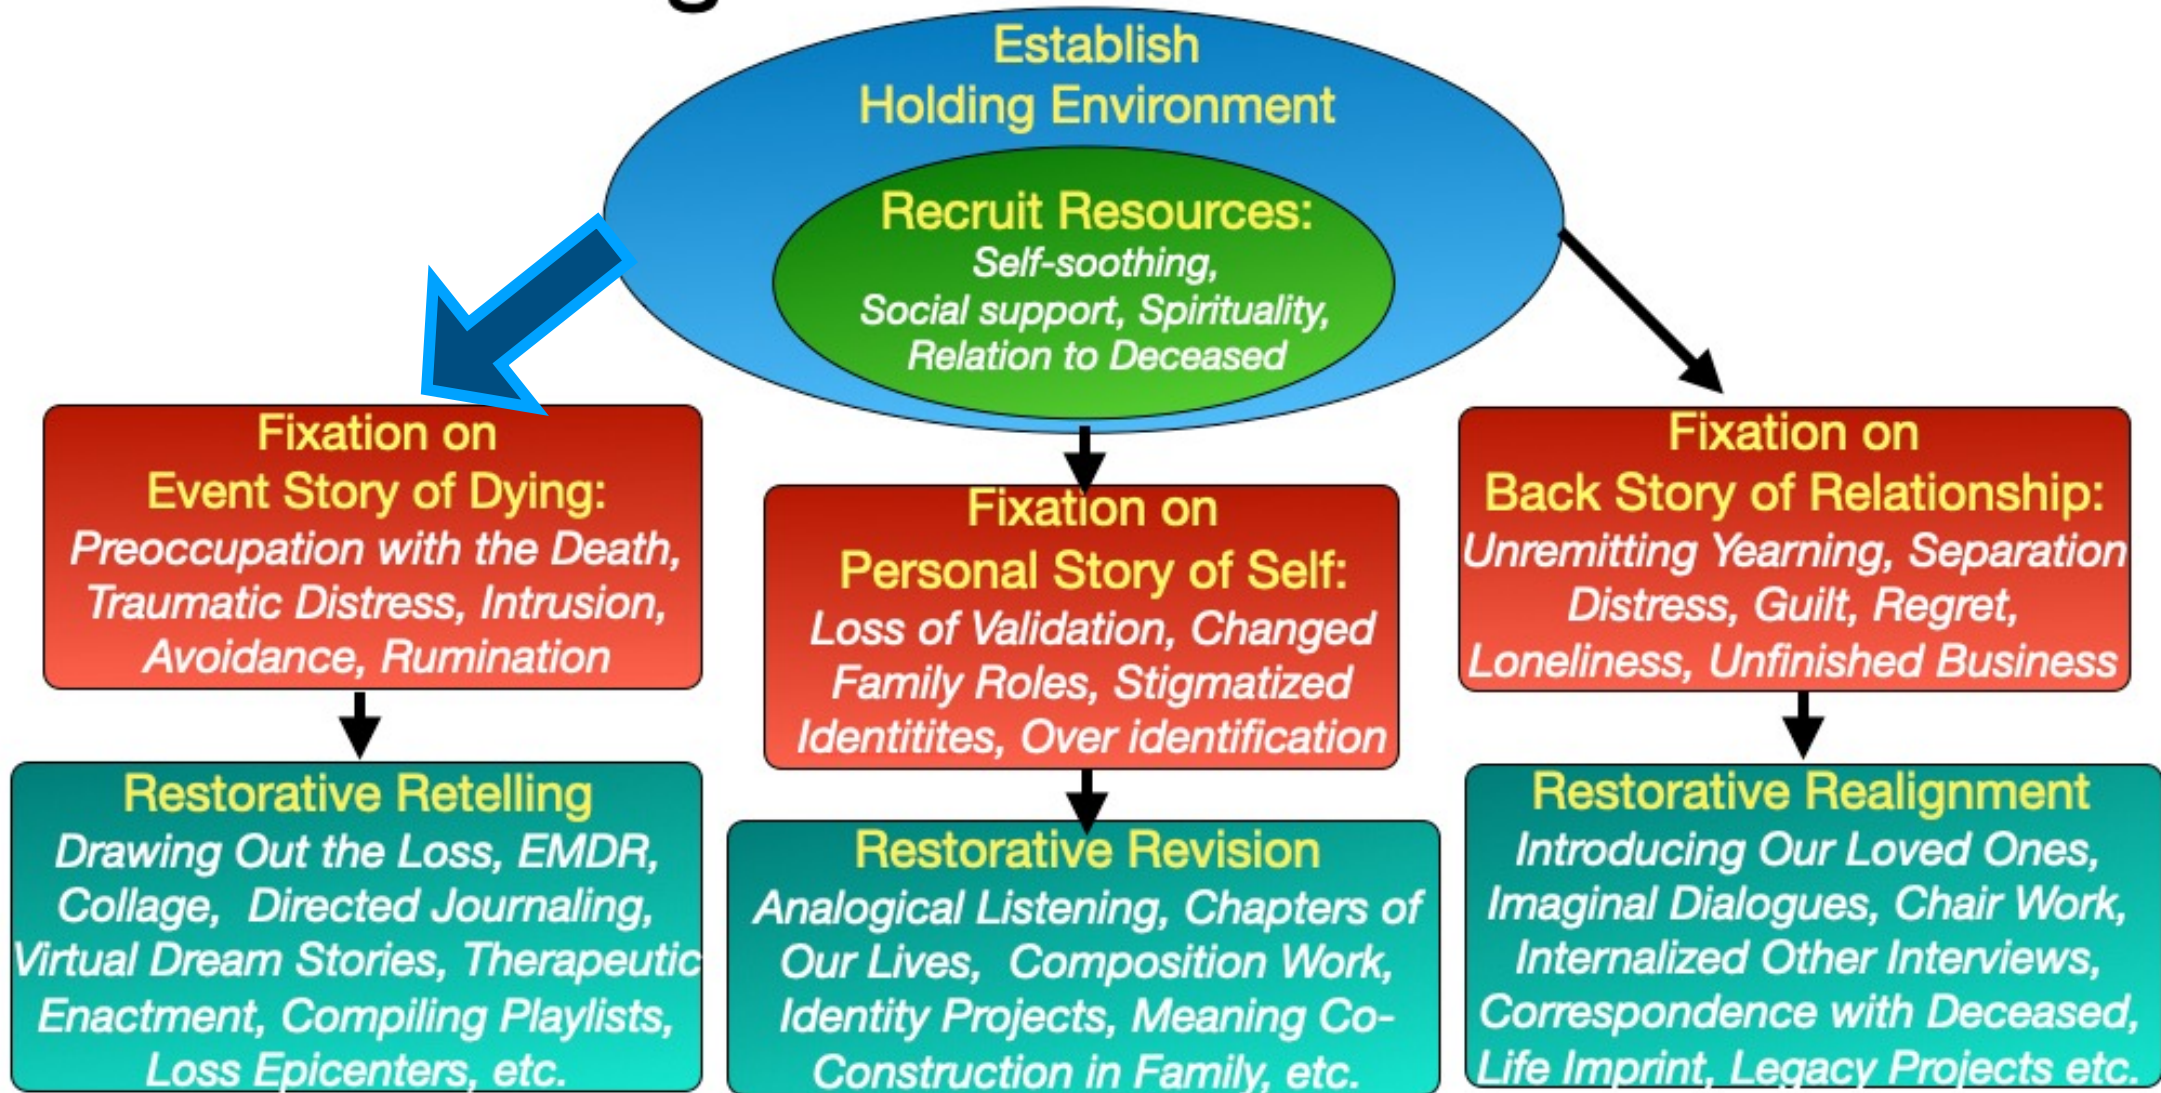 g
Establish
Holding Environment
Recruit Resources:
Self-soothing,
Social support, Spirituality,
Relation to Deceased
Fixation on
Event Story of Dying:
Preoccupation with the Death,
Traumatic Distress, Intrusion,
Avoidance, Rumination
Fixation on
Personal Story of Self:
Loss of Validation, Changed
Family Roles, Stigmatized
Identitites, Over identification
Fixation on
Back Story of Relationship:
Unremitting Yearning, Separation
Distress, Guilt, Regret,
Loneliness, Unfinished Business
Restorative Retelling
Drawing Out the Loss, EMDR,
Collage,  Directed Journaling,
Virtual Dream Stories, Therapeutic
Enactment, Compiling Playlists,
Loss Epicenters, etc.
Restorative Revision
Analogical Listening, Chapters of
Our Lives,  Composition Work,
Identity Projects, Meaning Co-
Construction in Family, etc.
Restorative Realignment
Introducing Our Loved Ones,
Imaginal Dialogues, Chair Work,
Internalized Other Interviews,
Correspondence with Deceased,
Life Imprint, Legacy Projects etc.